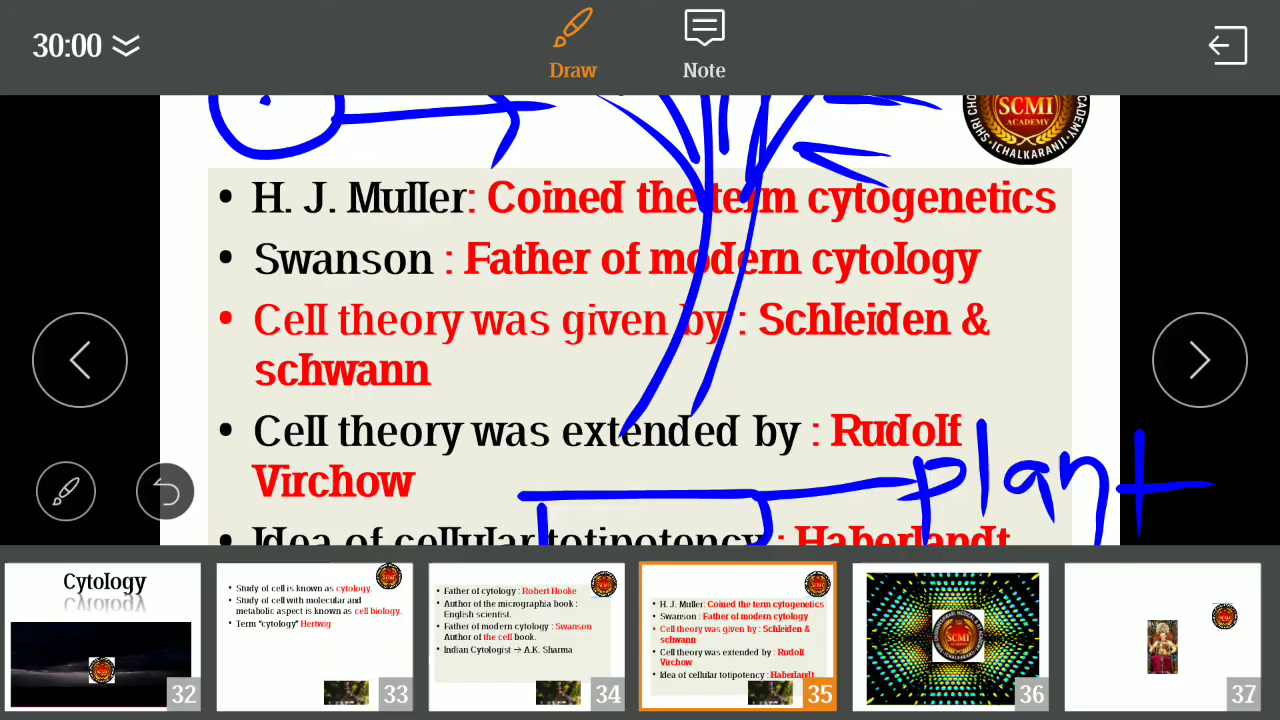 30:00
Draw
Note
SCMI
ACADEMY
• H. J. Muller: Coined the term cytogenetics
• Swanson : Father of modern cytology
• Cell theory was given by : Schleiden &
schwann
• Cell theory was extended by : Rudolf
Virchow
plant
• Idea of cellular totipotency : Haberlandt
Cytology
32
• Study of cell is known as cytology.
• Study of cell with molecular and
metabolic aspect is known as cell biology.
• Term "cytology" Hertwig
33
• Father of cytology : Robert Hooke
• Author of the micrographia book :
English scientist.
• Father of modern cytology : Swanson
Author of the cell book.
• Indian Cytologist → A.K. Sharma
34
• H. J. Muller: Coined the term cytogenetics
• Swanson : Father of modern cytology
• Cell theory was given by : Schleiden &
schwann
• Cell theory was extended by : Rudolf
Virchow
• Idea of cellular totipotency : Haberlandt
35
SCMI
36
37